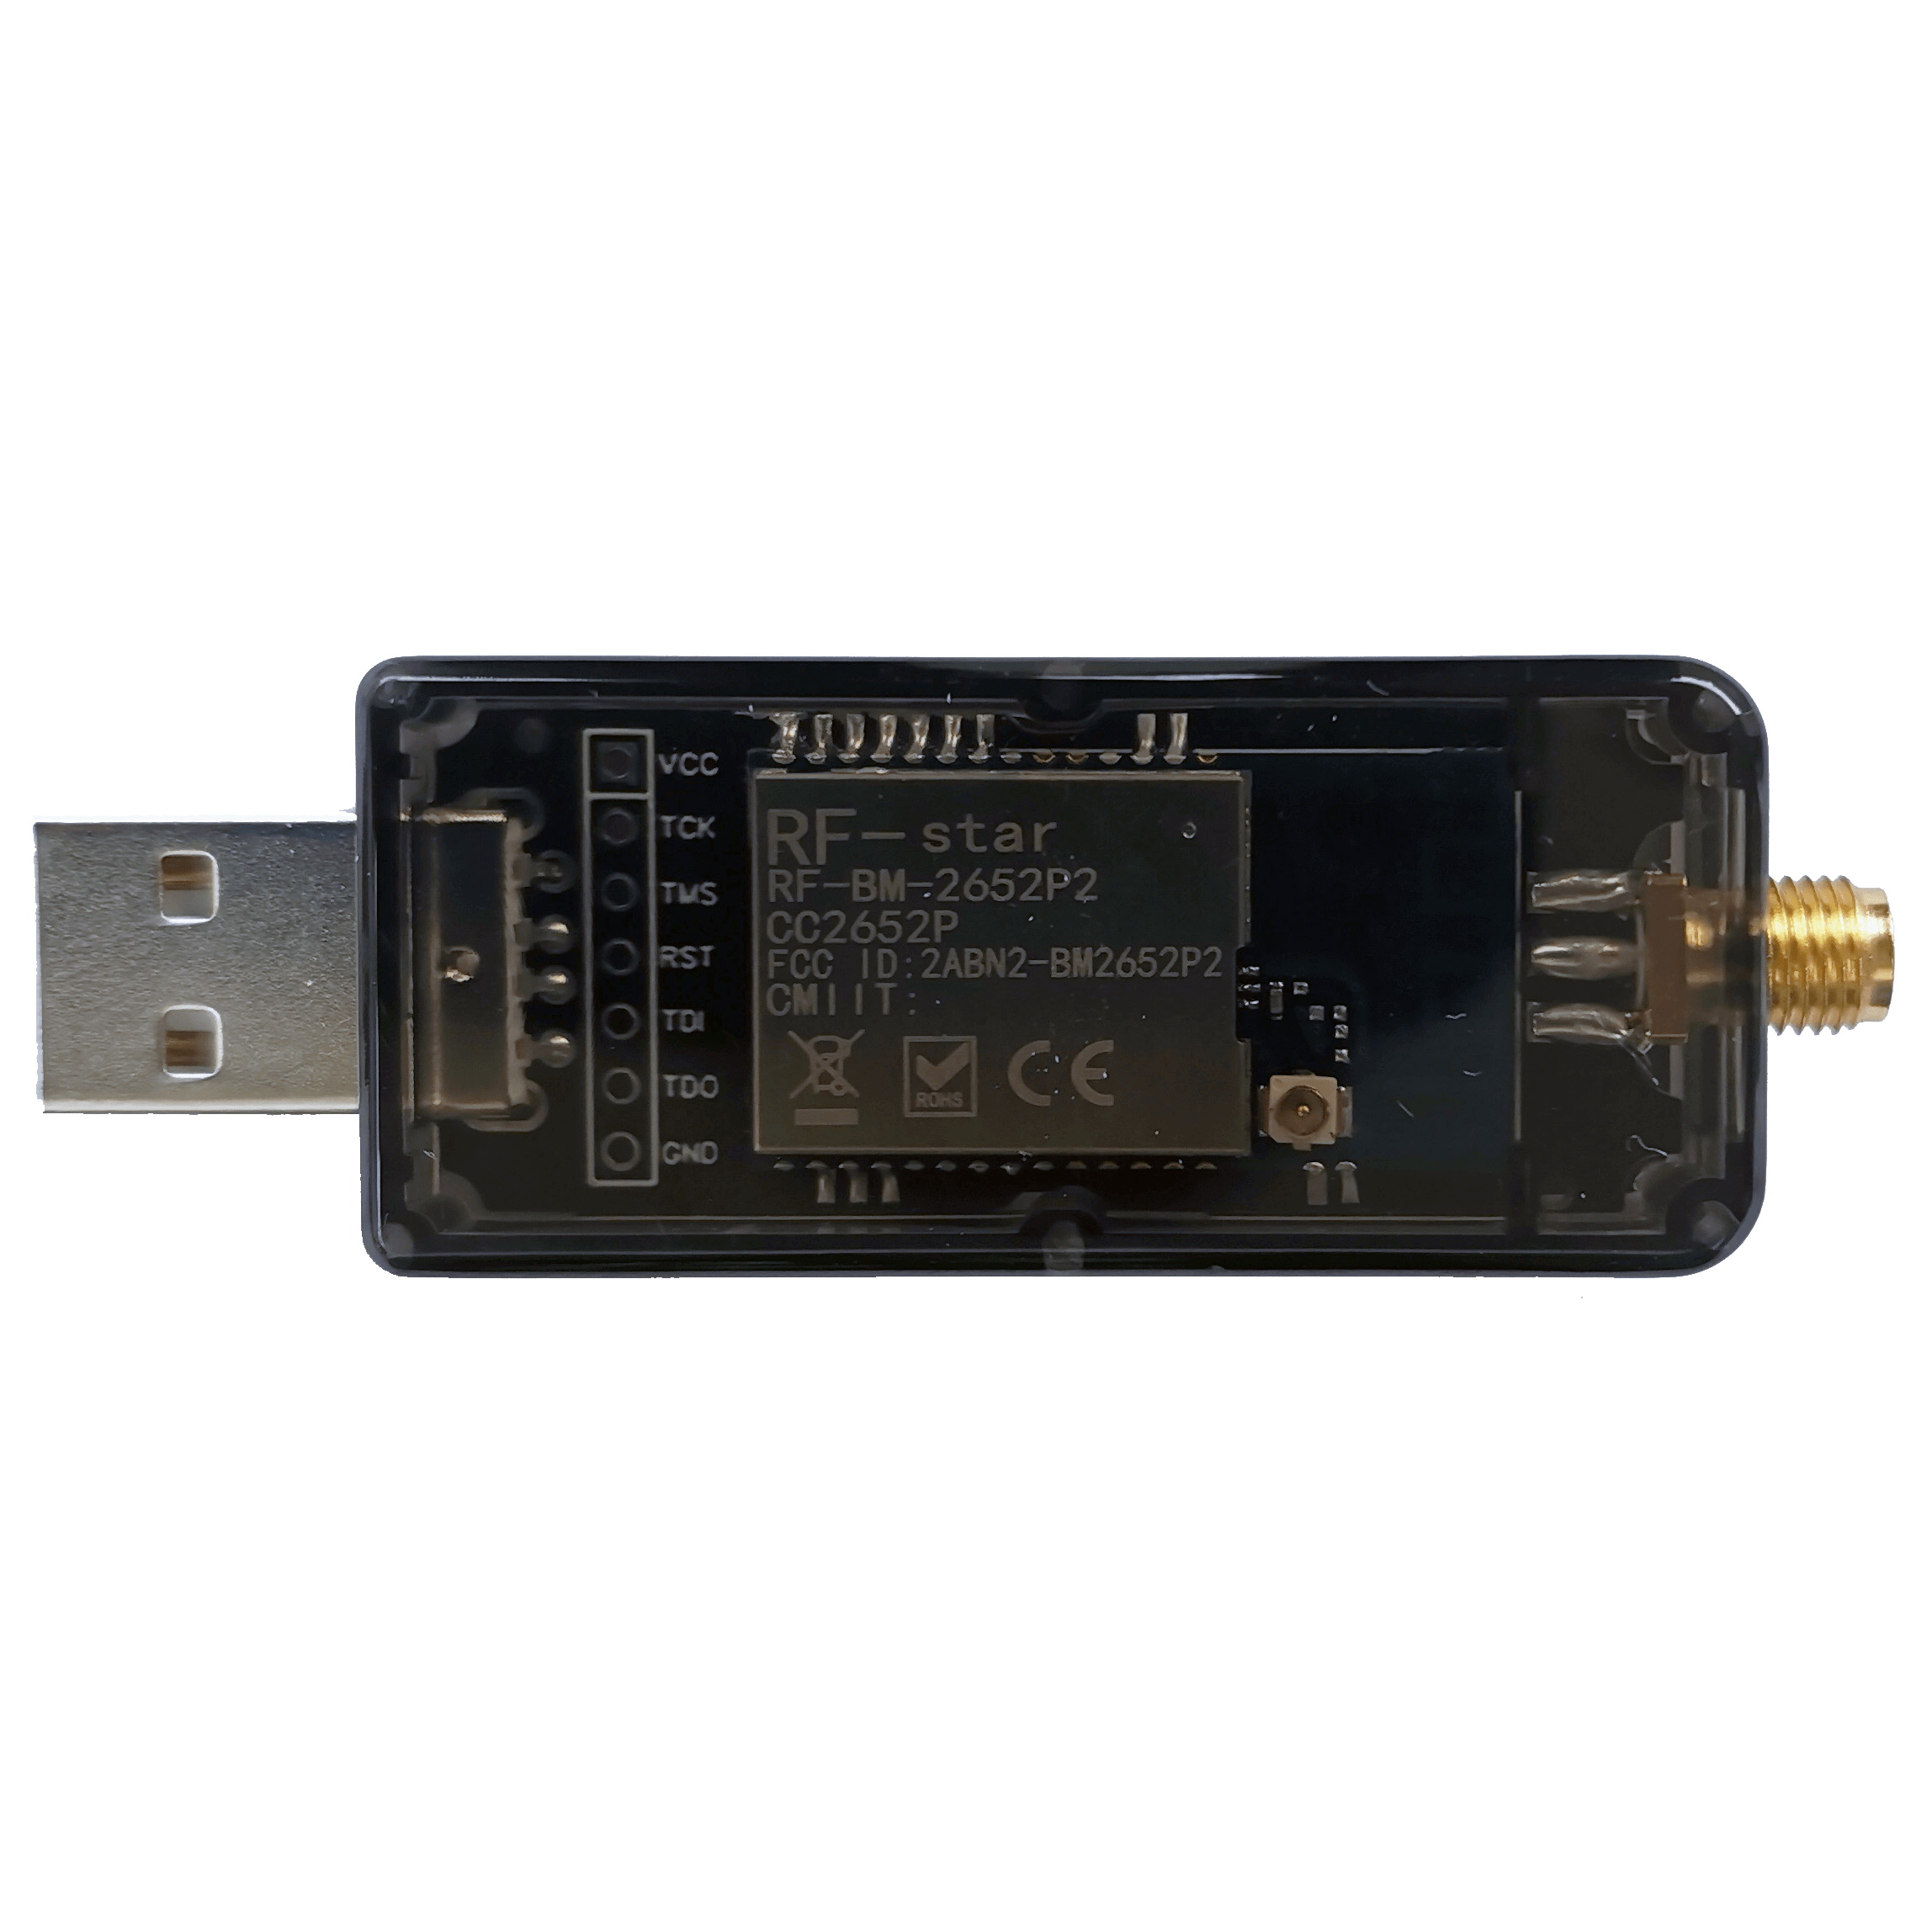 VCC
TCK
TMS
RST
TDI
TDO
GND
RF-star
RF-BM-2652P2
CC2652P
FCC ID:2ABN2-BM2652P2
CMIIT:
ROHS
CE